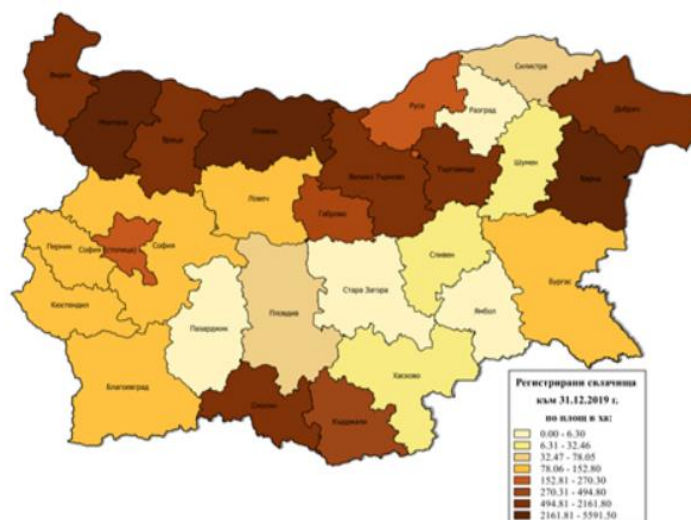 Силистра
Видин
Русе
Добрич
Разград
Монтана
Плевен
Враца
Шумен
Велико Търново
Търговище
Варна
Ловеч
Габрово
Перник
София (столица)
София
Сливен
Бургас
Кюстендил
Стара Загора
Ямбол
Пловдив
Пазарджик
Хасково
Благоевград
Смолян
Кърджали
Регистрирани свлачища
към 31.12.2019 г.
по площ в ха:
0.00 - 6.30
6.31 - 32.46
32.47 - 78.05
78.06 - 152.80
152.81 - 270.30
270.31 - 494.80
494.81 - 2161.80
2161.81 - 5591.50